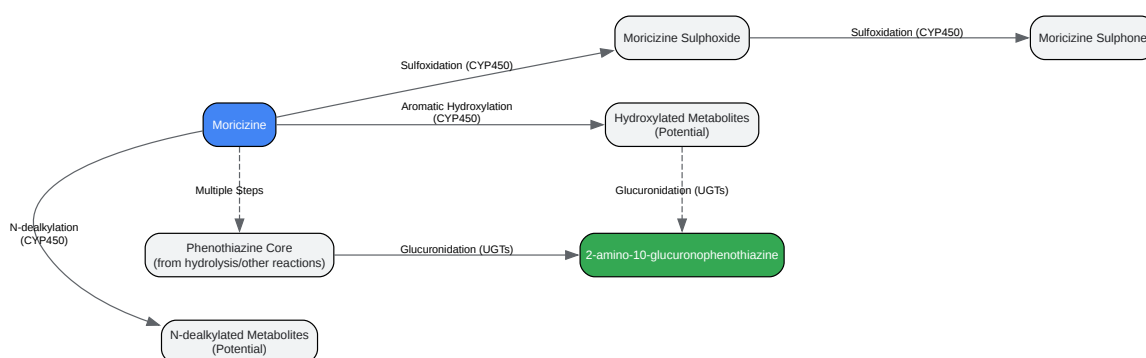 Moricizine Sulphoxide
Sulfoxidation (CYP450)
Moricizine Sulphone
Sulfoxidation (CYP450)
Aromatic Hydroxylation
(CYP450)
Moricizine
Hydroxylated Metabolites
(Potential)
Multiple Steps
Glucuronidation (UGTs)
N-dealkylation
(CYP450)
Phenothiazine Core
(from hydrolysis/other reactions)
Glucuronidation (UGTs)
2-amino-10-glucuronophenothiazine
N-dealkylated Metabolites
(Potential)